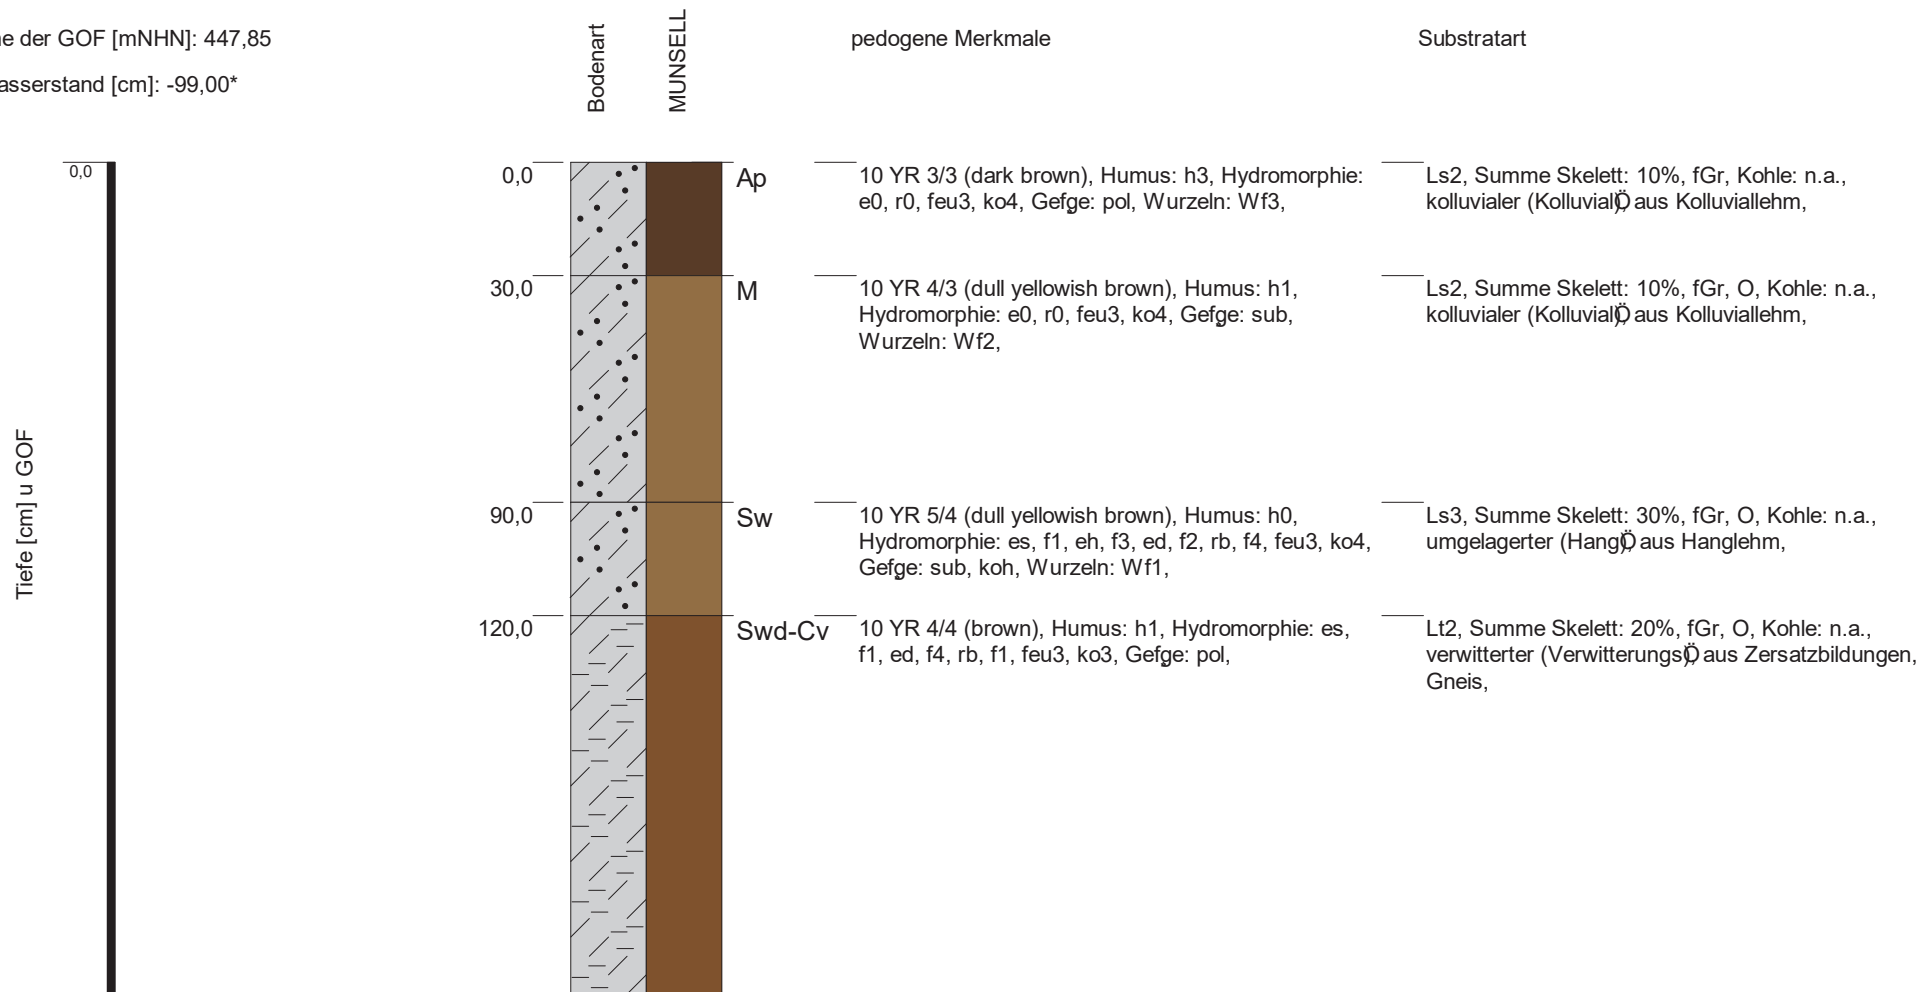 e der GOF [mNHN]: 447,85
asserstand [cm]: -99,00*
Bodenart
MUNSELL
pedogene Merkmale
Substratart
Tiefe [cm] u GOF
0,0
0,0
Ap
10 YR 3/3 (dark brown), Humus: h3, Hydromorphie:
e0, r0, feu3, ko4, Gefge: pol, Wurzeln: Wf3,
Ls2, Summe Skelett: 10%, fGr, Kohle: n.a.,
kolluvialer (Kolluvial)Ö aus Kolluviallehm,
30,0
M
10 YR 4/3 (dull yellowish brown), Humus: h1,
Hydromorphie: e0, r0, feu3, ko4, Gefge: sub,
Wurzeln: Wf2,
Ls2, Summe Skelett: 10%, fGr, O, Kohle: n.a.,
kolluvialer (Kolluvial)Ö aus Kolluviallehm,
90,0
Sw
10 YR 5/4 (dull yellowish brown), Humus: h0,
Hydromorphie: es, f1, eh, f3, ed, f2, rb, f4, feu3, ko4,
Gefge: sub, koh, Wurzeln: Wf1,
Ls3, Summe Skelett: 30%, fGr, O, Kohle: n.a.,
umgelagerter (Hang)Ö aus Hanglehm,
120,0
Swd-Cv
10 YR 4/4 (brown), Humus: h1, Hydromorphie: es,
f1, ed, f4, rb, f1, feu3, ko3, Gefge: pol,
Lt2, Summe Skelett: 20%, fGr, O, Kohle: n.a.,
verwitterter (Verwitterungs)Ö aus Zersatzbildungen,
Gneis,